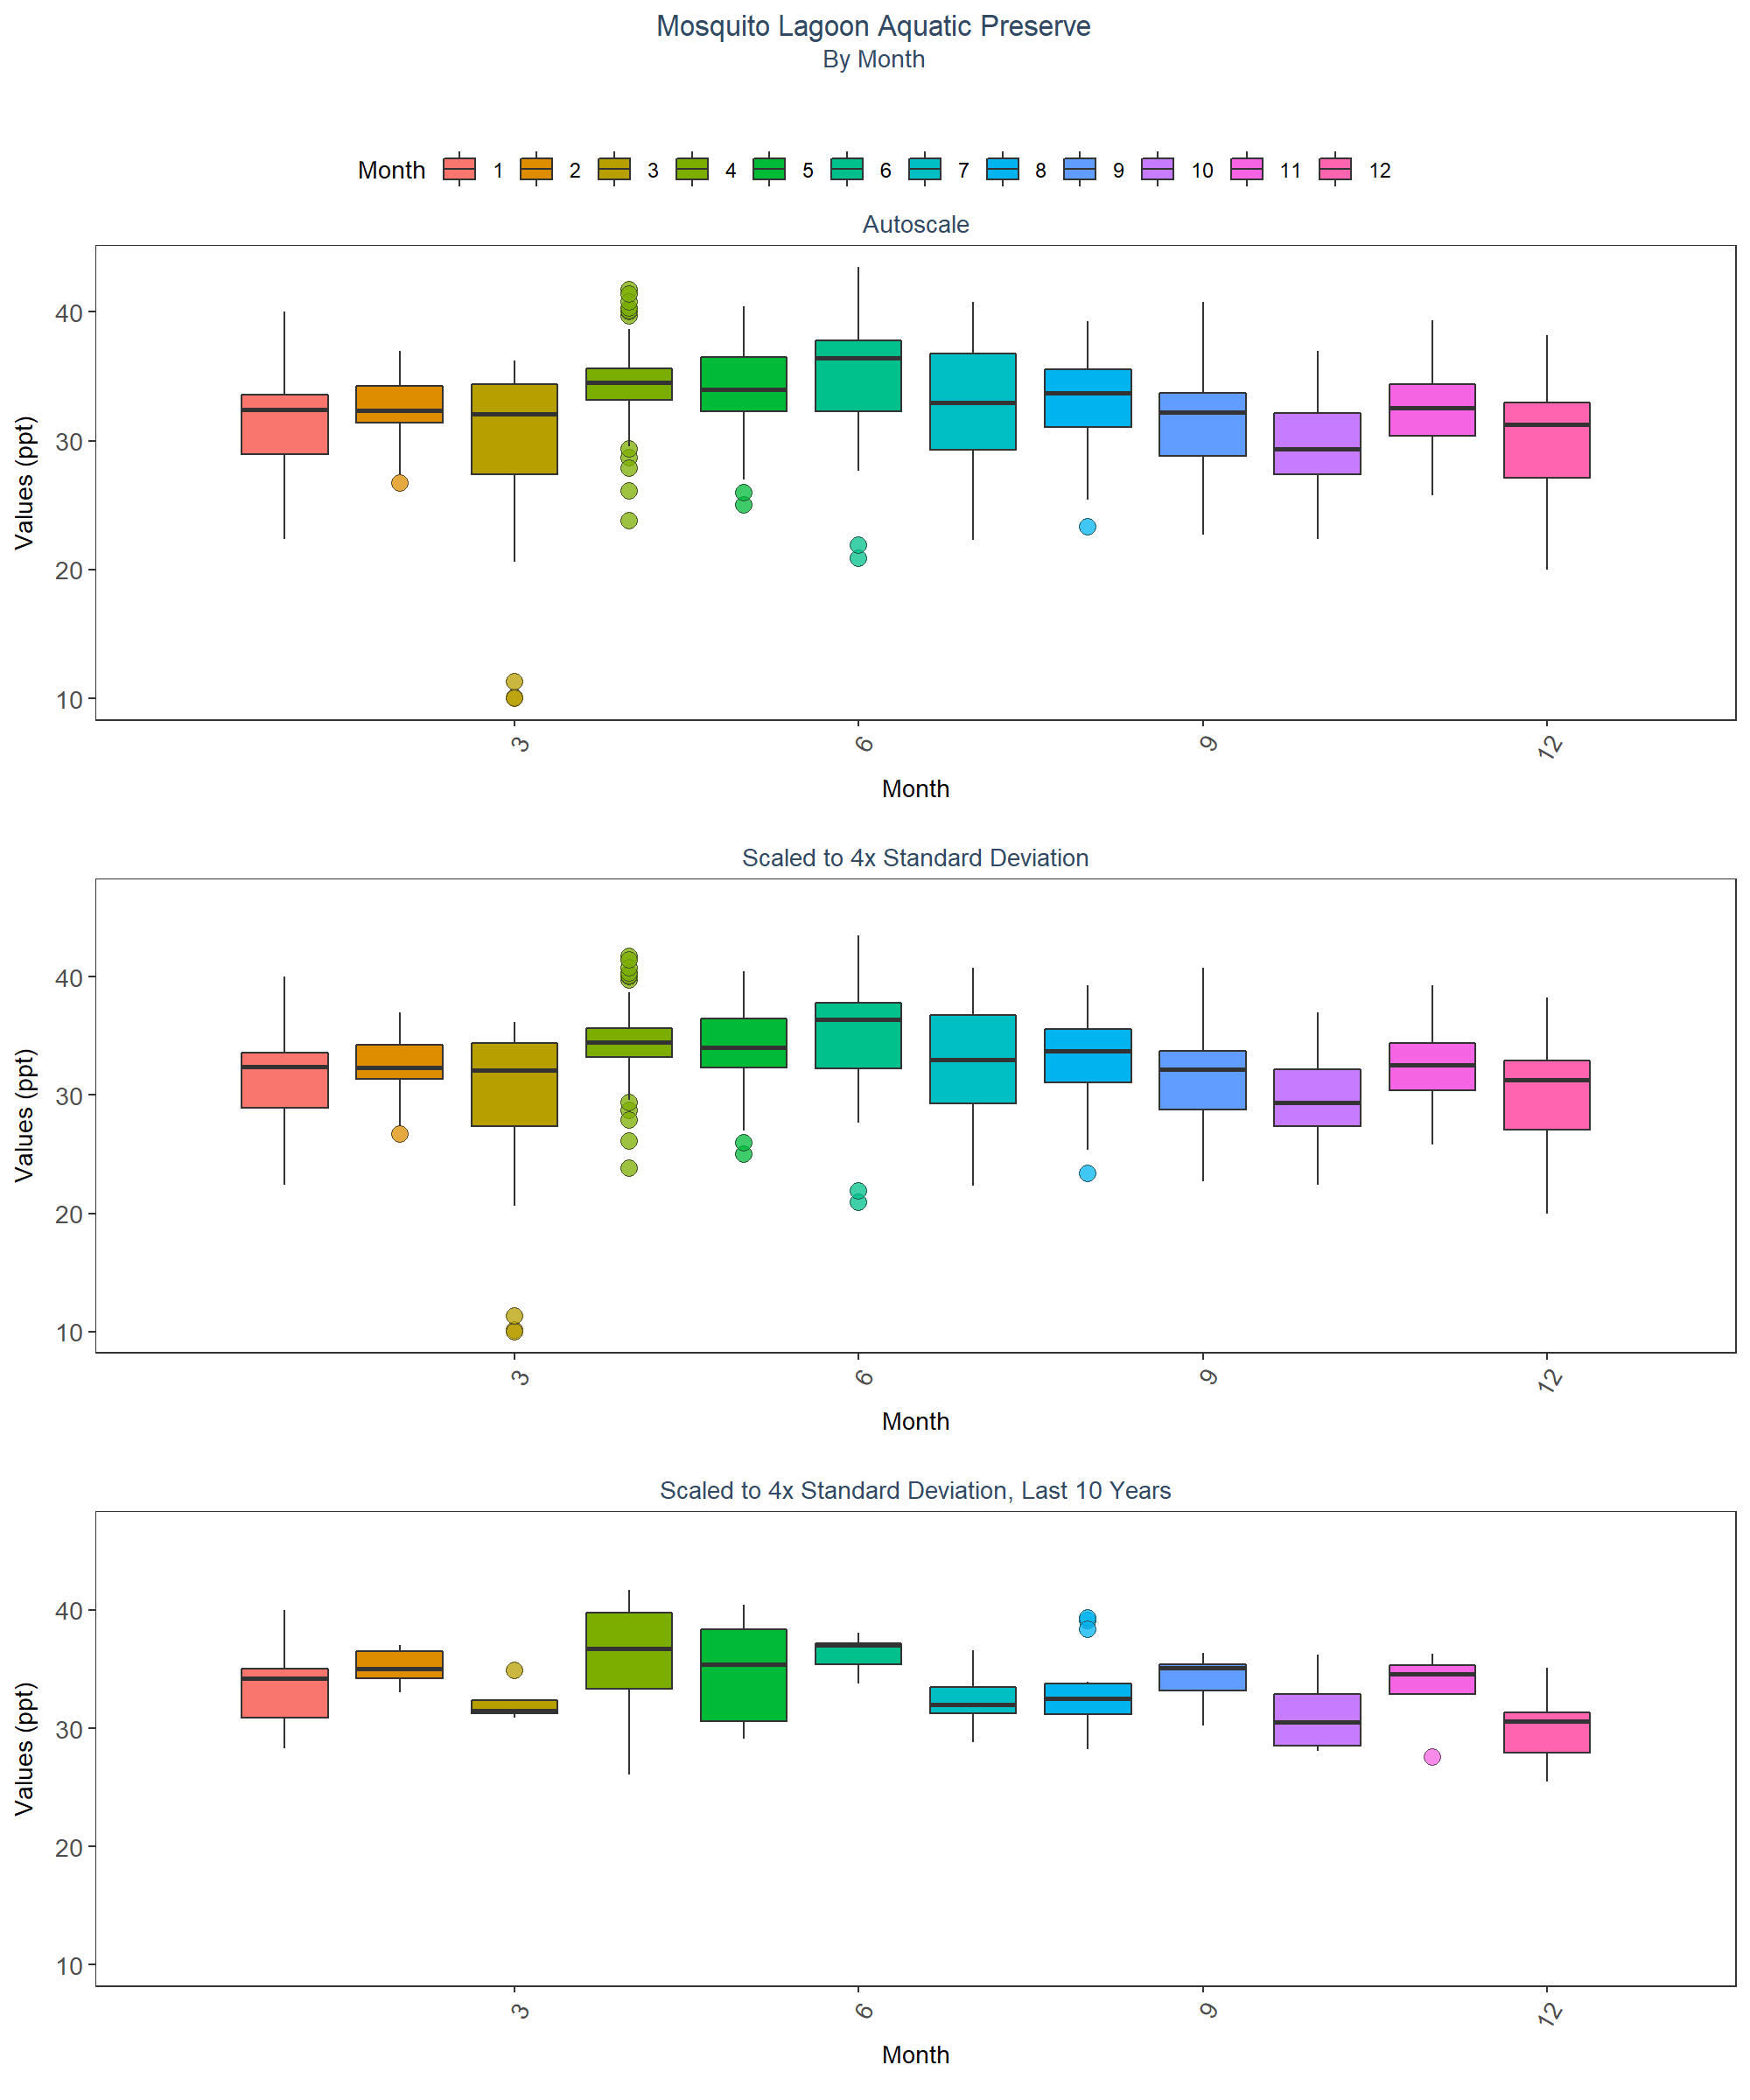 Mosquito Lagoon Aquatic Preserve
By Month
Month 1 2 3 4 5 6 7 8 9 10 11 12
Autoscale
Values (ppt)
40
30
20
10
3 6 9 12
Month
Scaled to 4x Standard Deviation
Values (ppt)
40
30
20
10
3 6 9 12
Month
Scaled to 4x Standard Deviation, Last 10 Years
Values (ppt)
40
30
20
10
3 6 9 12
Month